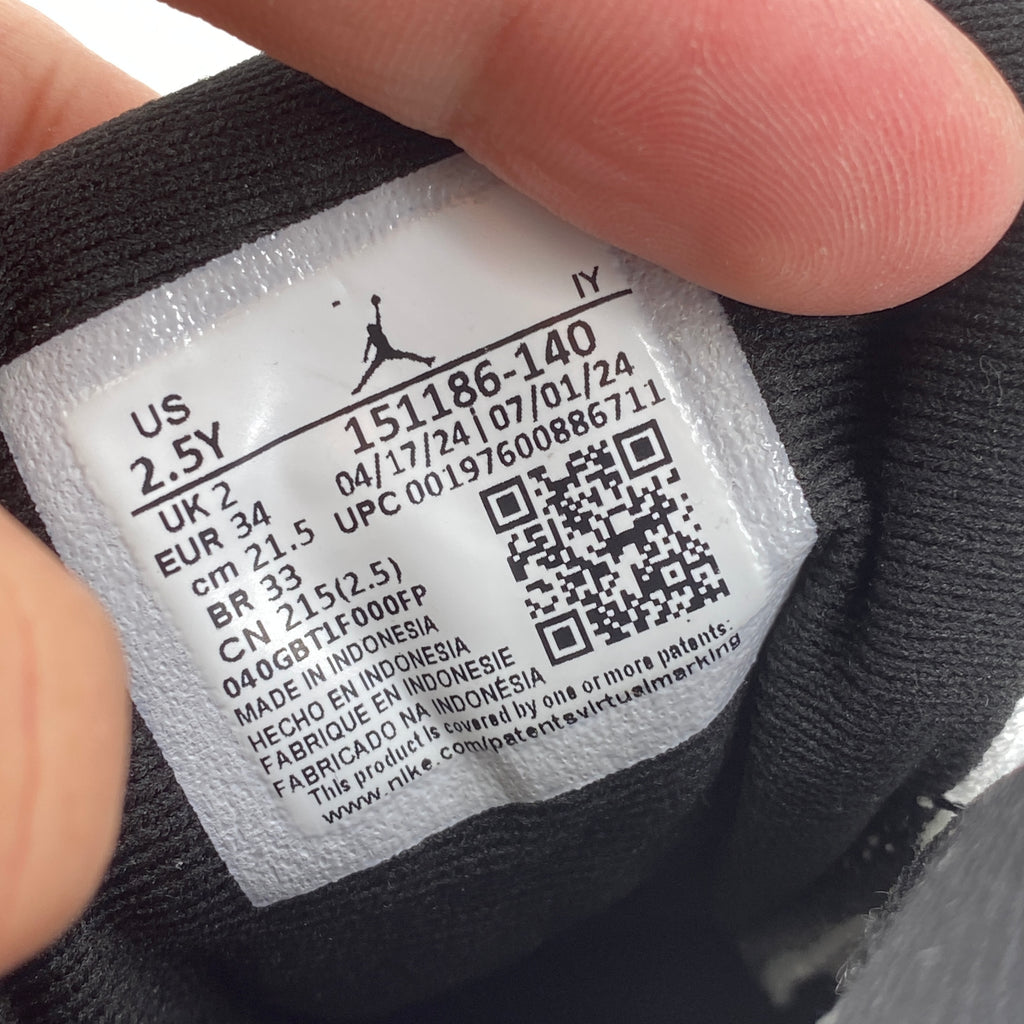 IY
US
2.5Y
151186-140
04/17/24|07/01/24
UPC 00197600886711
UK 2
EUR 34
cm 21.5
BR 33
CN 215(2.5)
040GBT1F000FP
MADE IN INDONESIA
HECHO EN INDONESIA
FABRIQUE EN INDONESIE
FABRICADO NA INDONÉSIA
This product is covered by one or more patents:
www.nike.com/patentsvirtualmarking